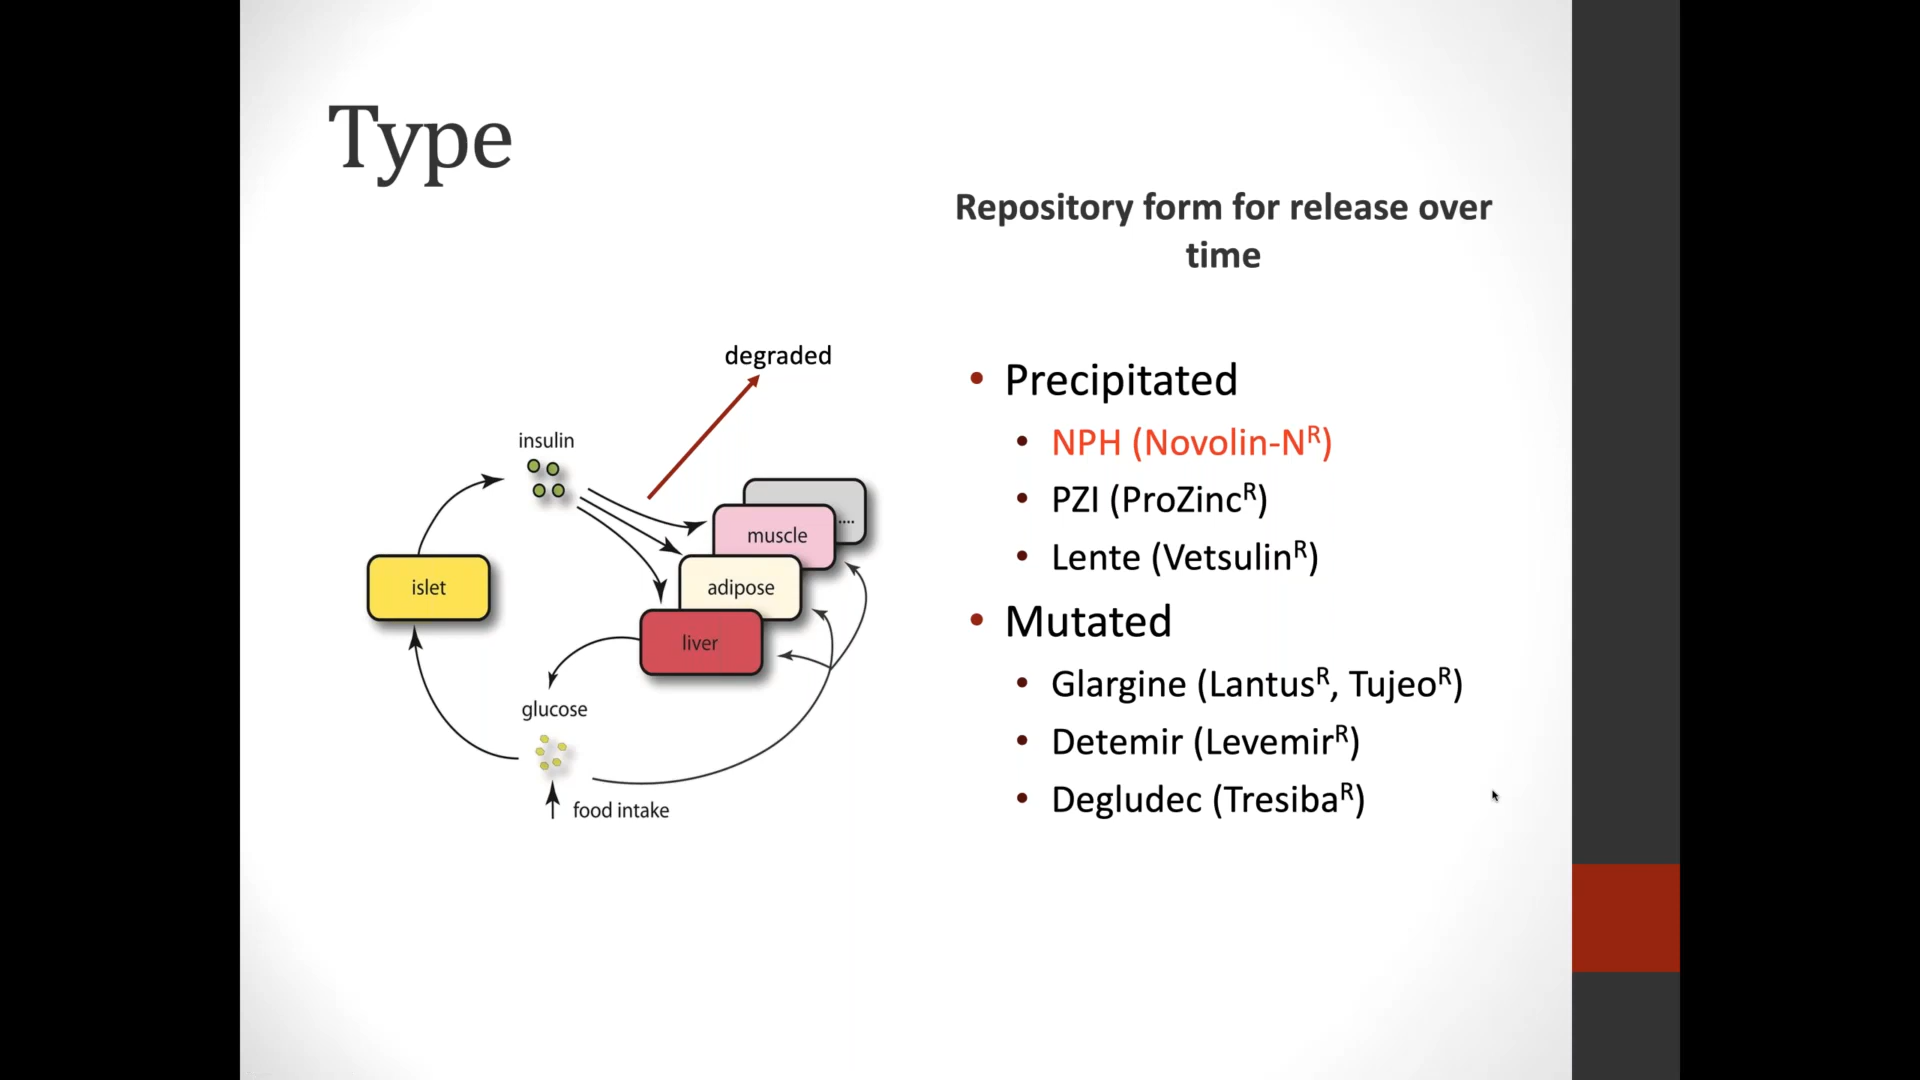 Type
Repository form for release over
time
degraded
insulin
muscle
....
islet
adipose
liver
glucose
food intake
• Precipitated
• NPH (Novolin-Nᴿ)
• PZI (ProZincᴿ)
• Lente (Vetsulinᴿ)
• Mutated
• Glargine (Lantusᴿ, Tujeoᴿ)
• Detemir (Levemirᴿ)
• Degludec (Tresibaᴿ)